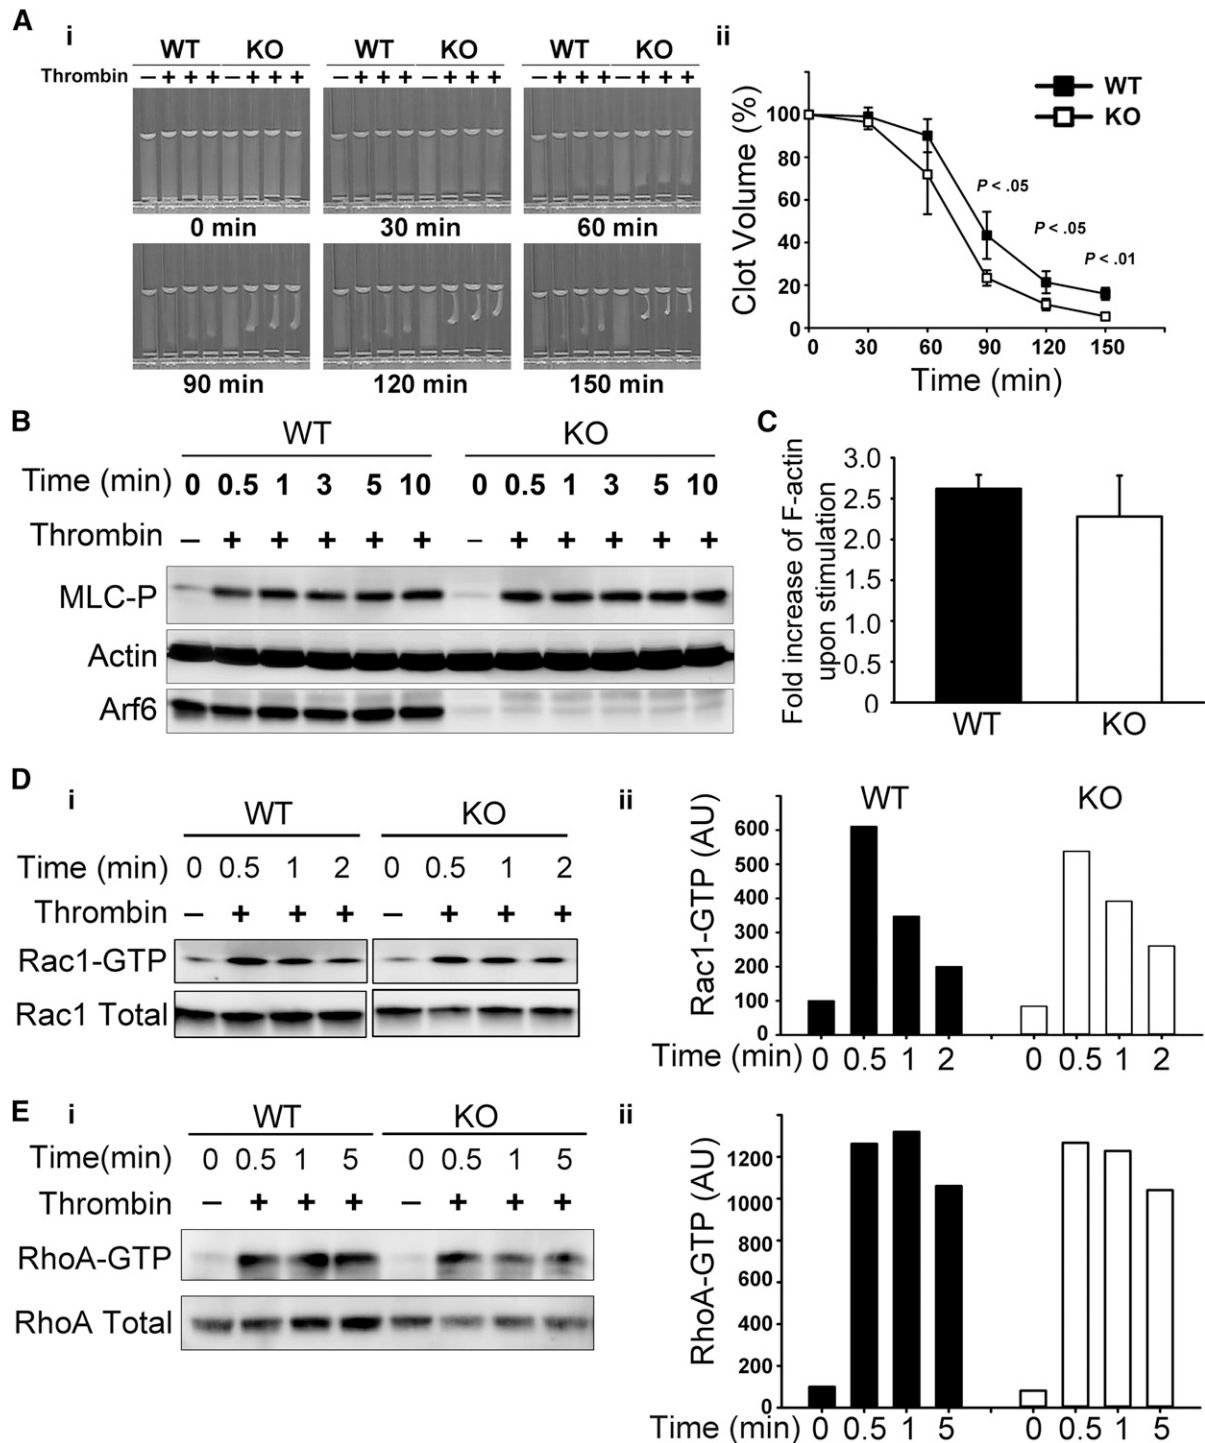 A
i
WT KO WT KO WT KO
Thrombin – + + + – + + + – + + + – + + + – + + + – + + +
0 min 30 min 60 min
90 min 120 min 150 min
ii
Clot Volume (%)
100
80
60
40
20
0
WT
KO
P < .05
P < .05
P < .01
0 30 60 90 120 150
Time (min)
B
WT KO
Time (min) 0 0.5 1 3 5 10 0 0.5 1 3 5 10
Thrombin – + + + + + – + + + + +
MLC-P
Actin
Arf6
C
Fold increase of F-actin
upon stimulation
3.0
2.5
2.0
1.5
1.0
0.5
0
WT KO
D
i
WT KO
Time (min) 0 0.5 1 2 0 0.5 1 2
Thrombin – + + + – + + +
Rac1-GTP
Rac1 Total
ii
WT KO
Rac1-GTP (AU)
600
500
400
300
200
100
0
Time (min) 0 0.5 1 2 0 0.5 1 2
E
i
WT KO
Time(min) 0 0.5 1 5 0 0.5 1 5
Thrombin – + + + – + + +
RhoA-GTP
RhoA Total
ii
RhoA-GTP (AU)
1200
1000
800
600
400
200
0
Time (min) 0 0.5 1 5 0 0.5 1 5